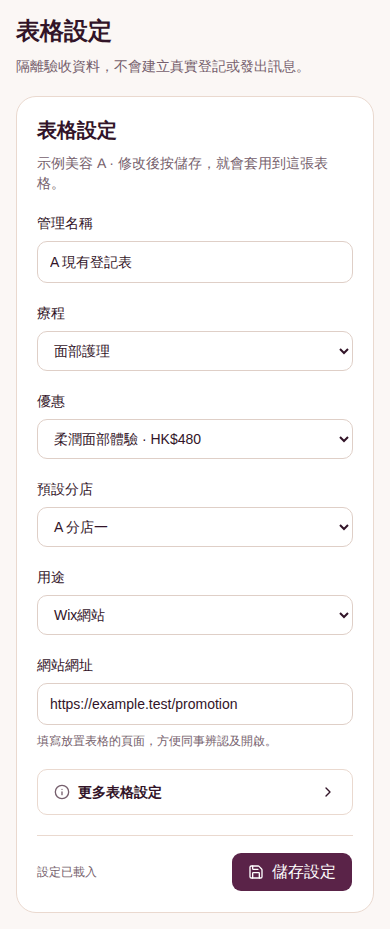 表格設定
隔離驗收資料，不會建立真實登記或發出訊息。
表格設定
示例美容 A · 修改後按儲存，就會套用到這張表
格。
管理名稱
A 現有登記表
療程
面部護理
優惠
柔潤面部體驗 · HK$480
預設分店
A 分店一
用途
Wix網站
網站網址
https://example.test/promotion
填寫放置表格的頁面，方便同事辨認及開啟。
更多表格設定
設定已載入
儲存設定